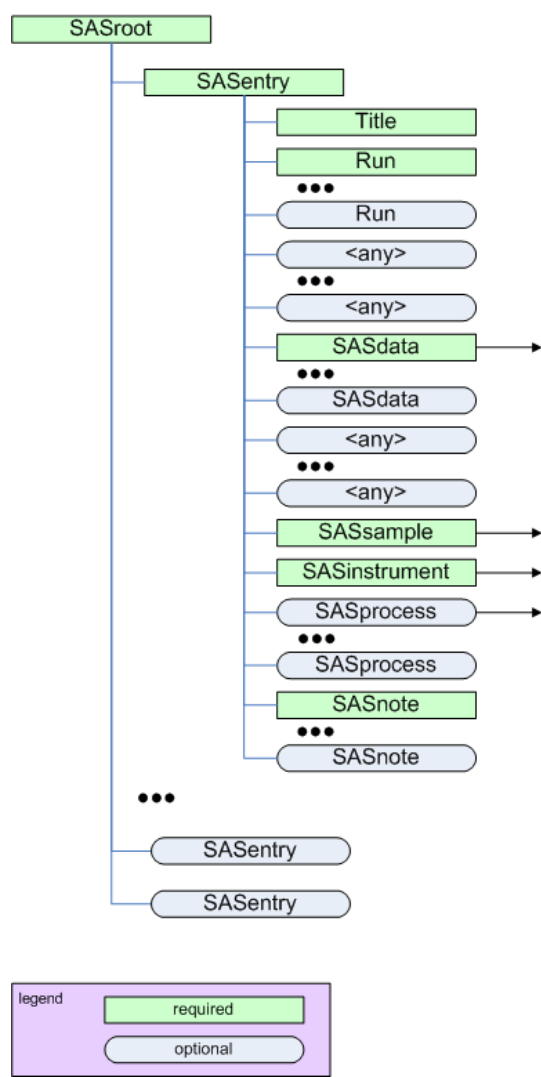 SASroot
SASentry
Title
Run
Run
<any>
<any>
SASdata
SASdata
<any>
<any>
SASsample
SASinstrument
SASprocess
SASprocess
SASnote
SASnote
SASentry
SASentry
legend
required
optional